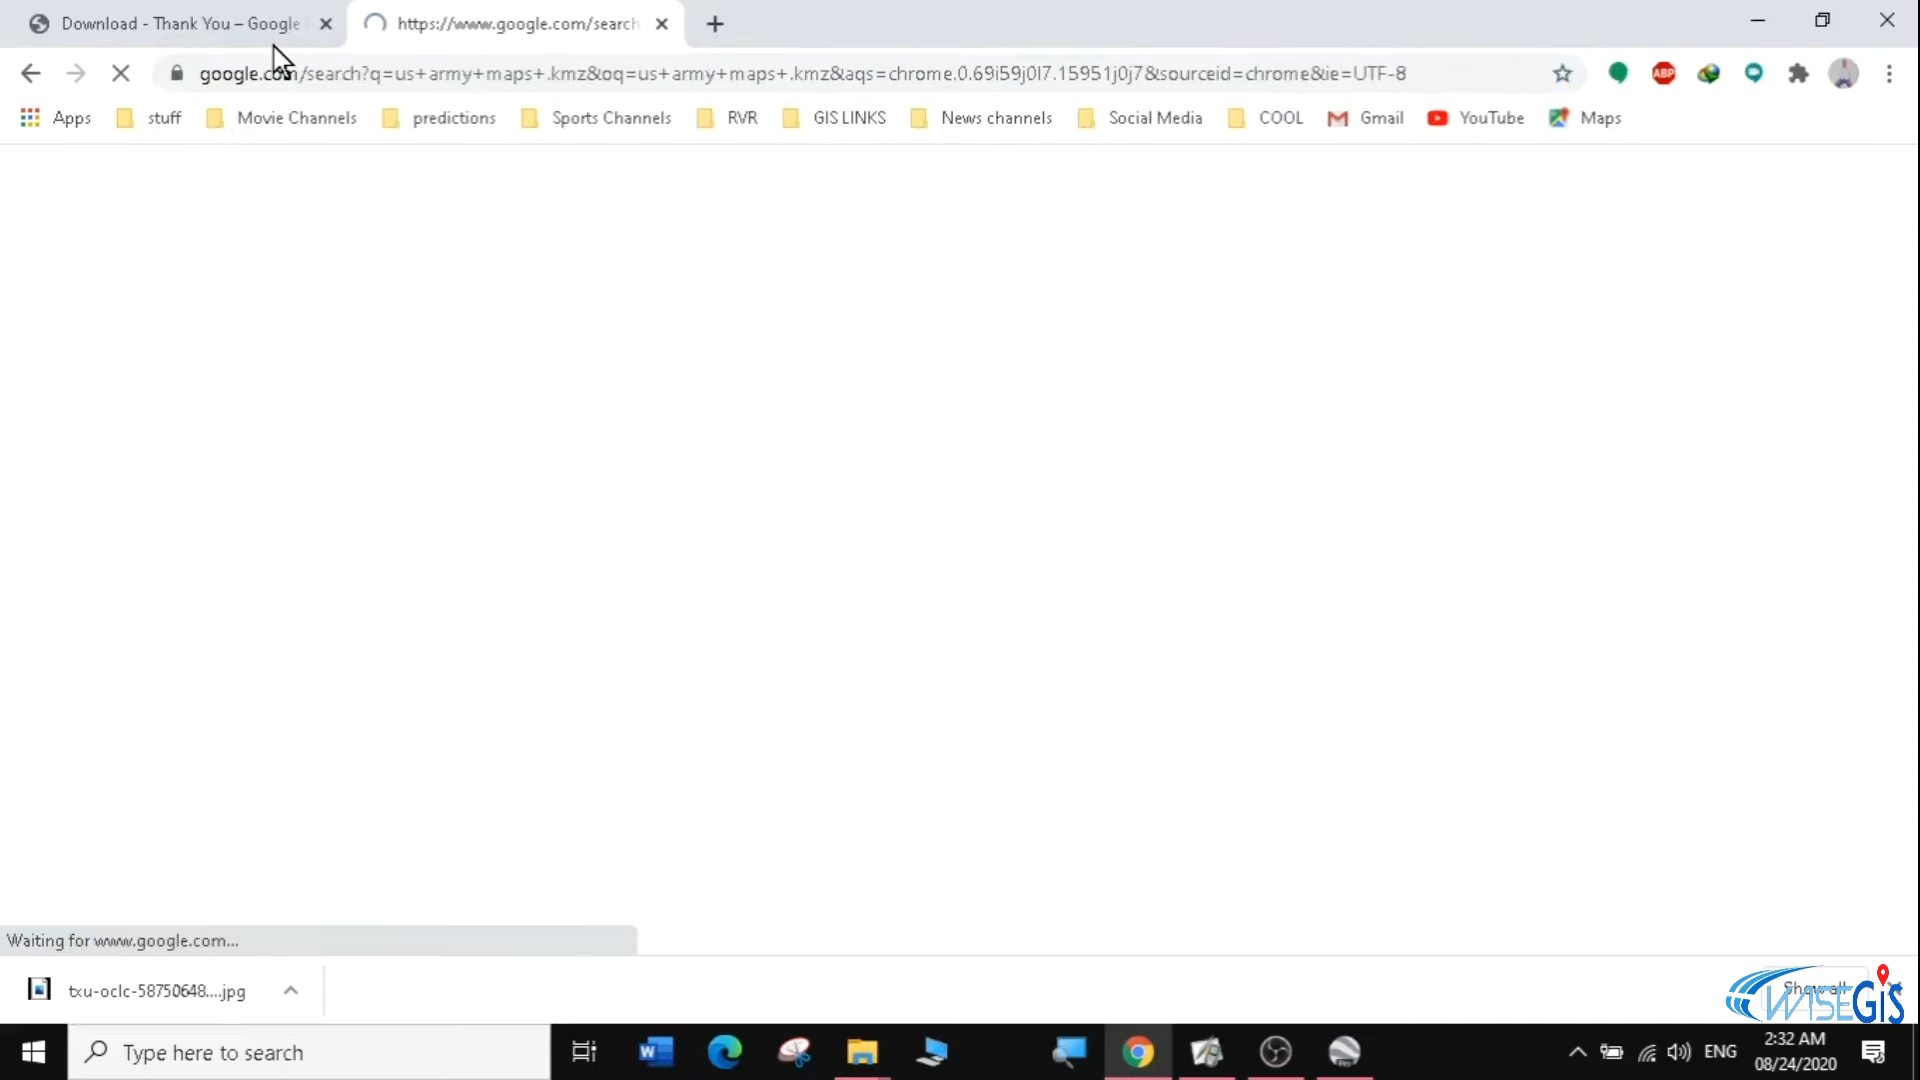 Download - Thank You – Google
https://www.google.com/search
google.com/search?q=us+army+maps+.kmz&oq=us+army+maps+.kmz&aqs=chrome.0.69i59j0l7.15951j0j7&sourceid=chrome&ie=UTF-8
ABP
Apps stuff Movie Channels predictions Sports Channels RVR GIS LINKS News channels Social Media COOL Gmail YouTube Maps
Waiting for www.google.com...
txu-oclc-58750648....jpg
Show all
WISEGIS
Type here to search
ENG
2:32 AM
08/24/2020